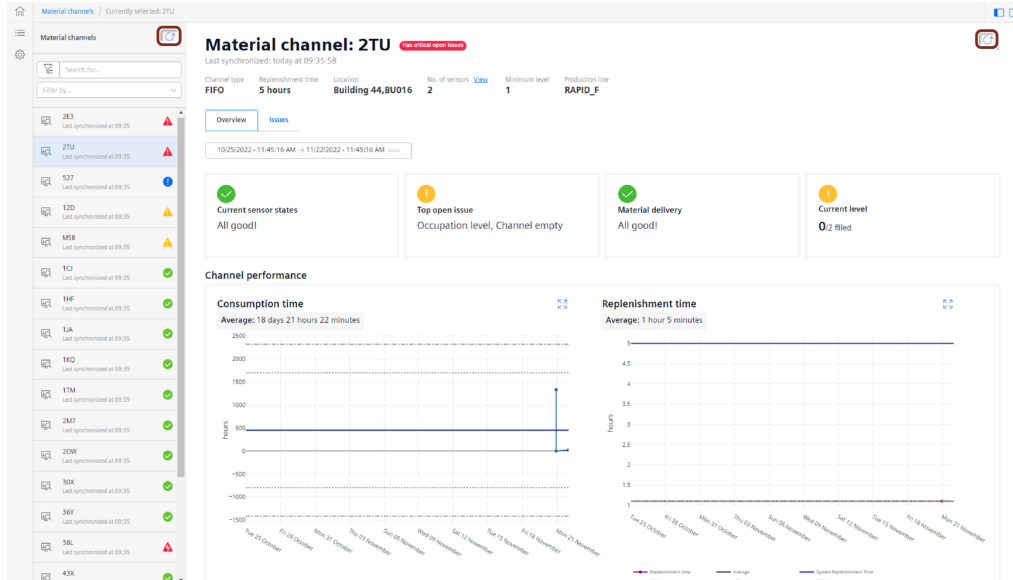 Material channels / Currently selected: 2TU
Material channels
Search for...
Filter by...
2E3
Last synchronized at 09:35
2TU
Last synchronized at 09:35
527
Last synchronized at 09:35
12D
Last synchronized at 09:35
MSB
Last synchronized at 09:35
1CJ
Last synchronized at 09:35
1HF
Last synchronized at 09:35
1JA
Last synchronized at 09:35
1KQ
Last synchronized at 09:35
1TM
Last synchronized at 09:35
2M7
Last synchronized at 09:35
2OW
Last synchronized at 09:35
30X
Last synchronized at 09:35
36Y
Last synchronized at 09:35
38L
Last synchronized at 09:35
43X
Material channel: 2TU Has critical open issues
Last synchronized: today at 09:35:58
Channel type Replenishment time Location No. of sensors View Minimum level Production line
FIFO 5 hours Building 44,BU016 2 1 RAPID_F
Overview Issues
10/25/2022 - 11:45:16 AM → 11/22/2022 - 11:45:16 AM Local
Current sensor states
All good!
Top open issue
Occupation level, Channel empty
Material delivery
All good!
Current level
0/2 filled
Channel performance
Consumption time
Average: 18 days 21 hours 22 minutes
2500
2000
1500
1000
500
0
−500
−1000
−1500
hours
Tue 25 October
Fri 28 October
Mon 31 October
Thu 03 November
Sun 06 November
Wed 09 November
Sat 12 November
Tue 15 November
Fri 18 November
Mon 21 November
Replenishment time
Average: 1 hour 5 minutes
5
4.5
4
3.5
3
2.5
2
1.5
1
hours
Tue 25 October
Fri 28 October
Mon 31 October
Thu 03 November
Sun 06 November
Wed 09 November
Sat 12 November
Tue 15 November
Fri 18 November
Mon 21 November
Replenishment time Average System Replenishment Time